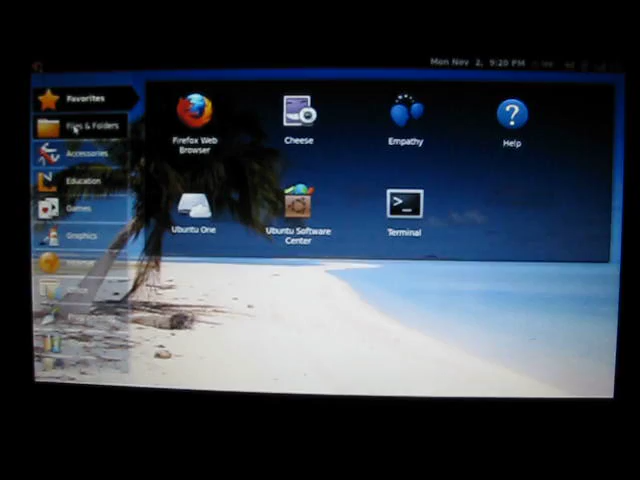 Mon Nov 2, 9:20 PM
Favorites
Files & Folders
Accessories
Education
Games
Graphics
Firefox Web
Browser
Cheese
Empathy
Help
Ubuntu One
Ubuntu Software
Center
Terminal